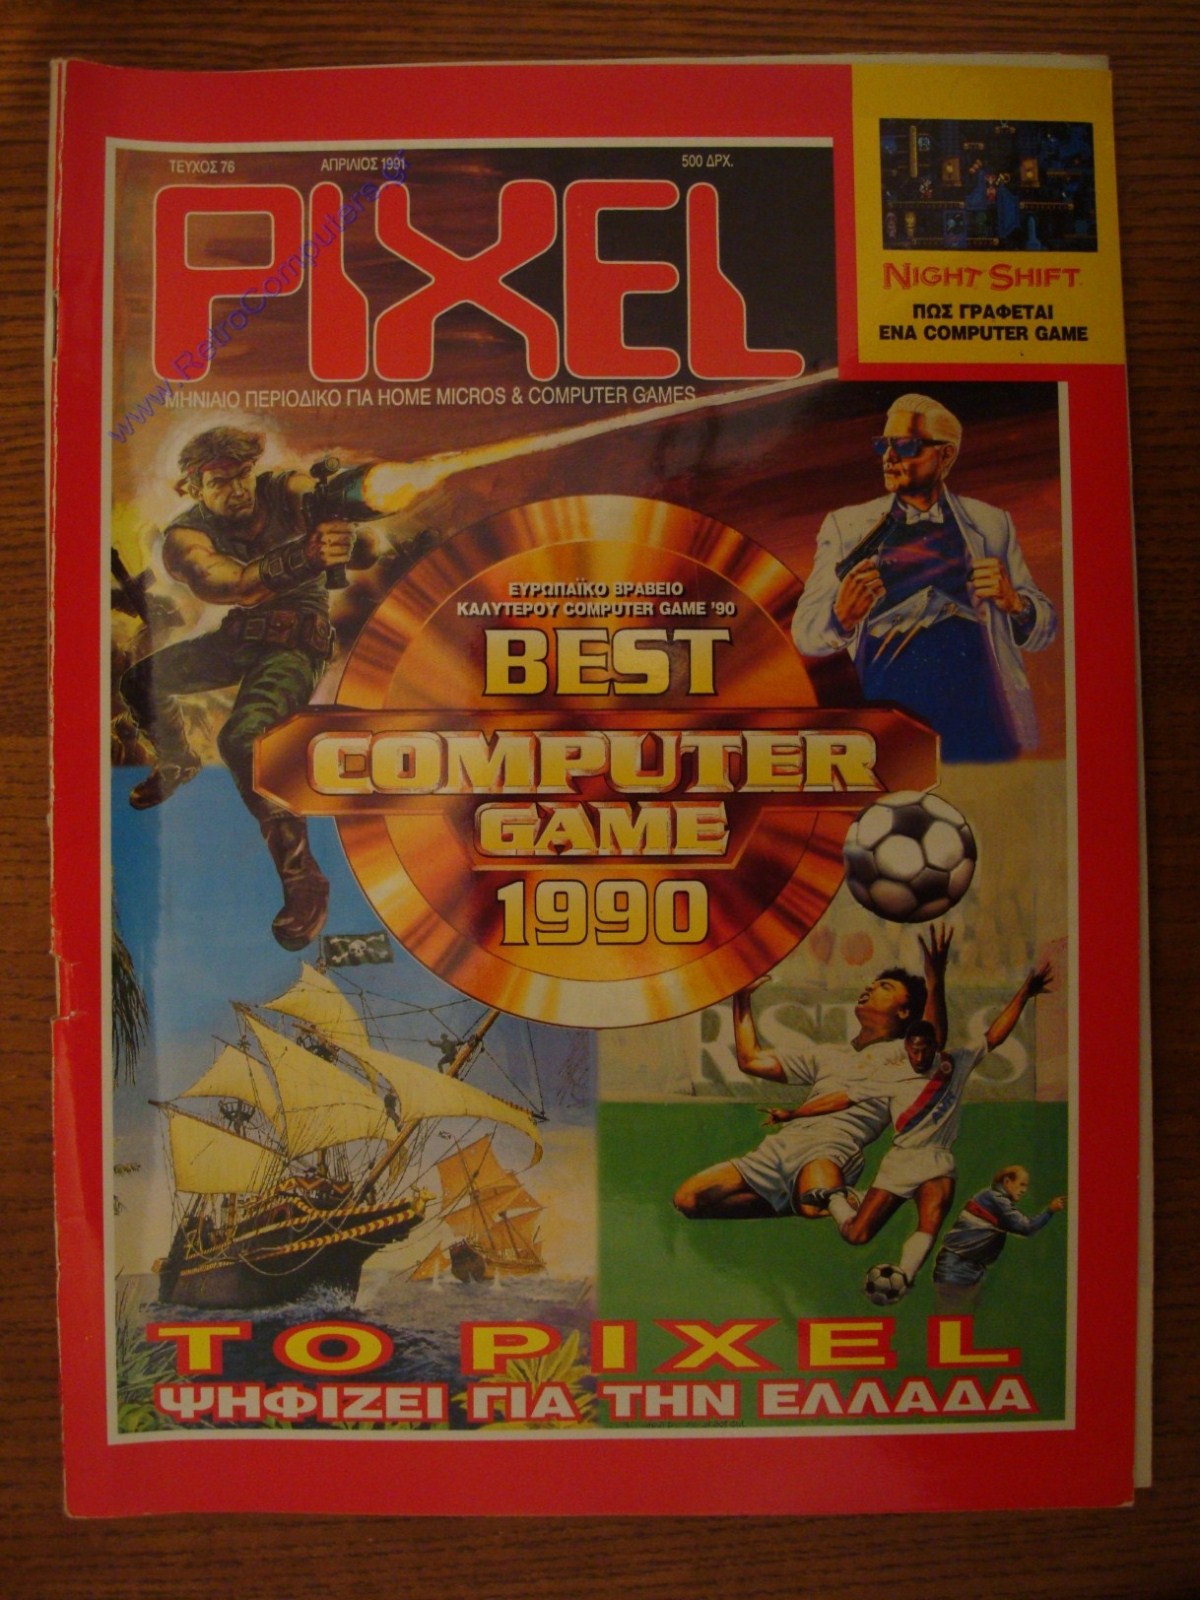 ΤΕΥΧΟΣ 76 ΑΠΡΙΛΙΟΣ 1991 500 ΔΡΧ.
PIXEL
ΜΗΝΙΑΙΟ ΠΕΡΙΟΔΙΚΟ ΓΙΑ HOME MICROS & COMPUTER GAMES
www.RetroComputers.gr
NIGHT SHIFT
ΠΩΣ ΓΡΑΦΕΤΑΙ
ΕΝΑ COMPUTER GAME
ΕΥΡΩΠΑΪΚΟ ΒΡΑΒΕΙΟ
ΚΑΛΥΤΕΡΟΥ COMPUTER GAME '90
BEST
COMPUTER
GAME
1990
ΤΟ PIXEL
ΨΗΦΙΖΕΙ ΓΙΑ ΤΗΝ ΕΛΛΑΔΑ